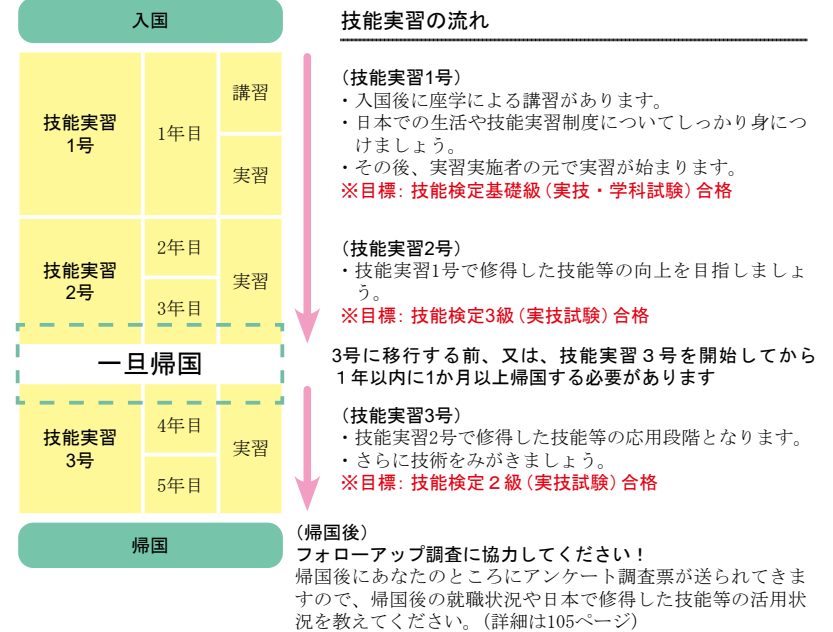 入国
技能実習
1号
1年目
講習
実習
技能実習
2号
2年目
3年目
実習
一旦帰国
技能実習
3号
4年目
5年目
実習
帰国
技能実習の流れ
（技能実習1号）
・入国後に座学による講習があります。
・日本での生活や技能実習制度についてしっかり身につ
けましょう。
・その後、実習実施者の元で実習が始まります。
※目標：技能検定基礎級（実技・学科試験）合格
（技能実習2号）
・技能実習1号で修得した技能等の向上を目指しましょ
う。
※目標：技能検定3級（実技試験）合格
3号に移行する前、又は、技能実習３号を開始してから
１年以内に1か月以上帰国する必要があります
（技能実習3号）
・技能実習2号で修得した技能等の応用段階となります。
・さらに技術をみがきましょう。
※目標：技能検定２級（実技試験）合格
（帰国後）
フォローアップ調査に協力してください！
帰国後にあなたのところにアンケート調査票が送られてきま
すので、帰国後の就職状況や日本で修得した技能等の活用状
況を教えてください。（詳細は105ページ）